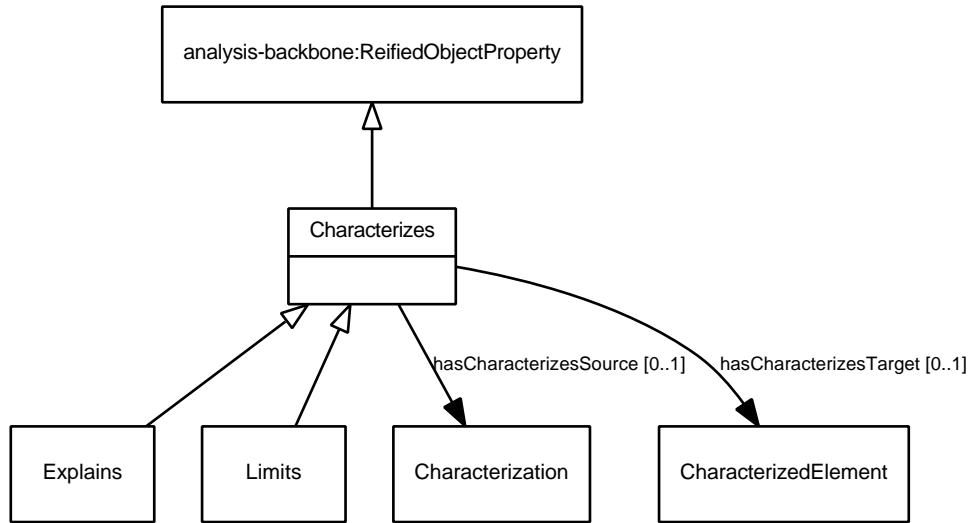 analysis-backbone:ReifiedObjectProperty
Characterizes
hasCharacterizesSource [0..1]
hasCharacterizesTarget [0..1]
Explains
Limits
Characterization
CharacterizedElement